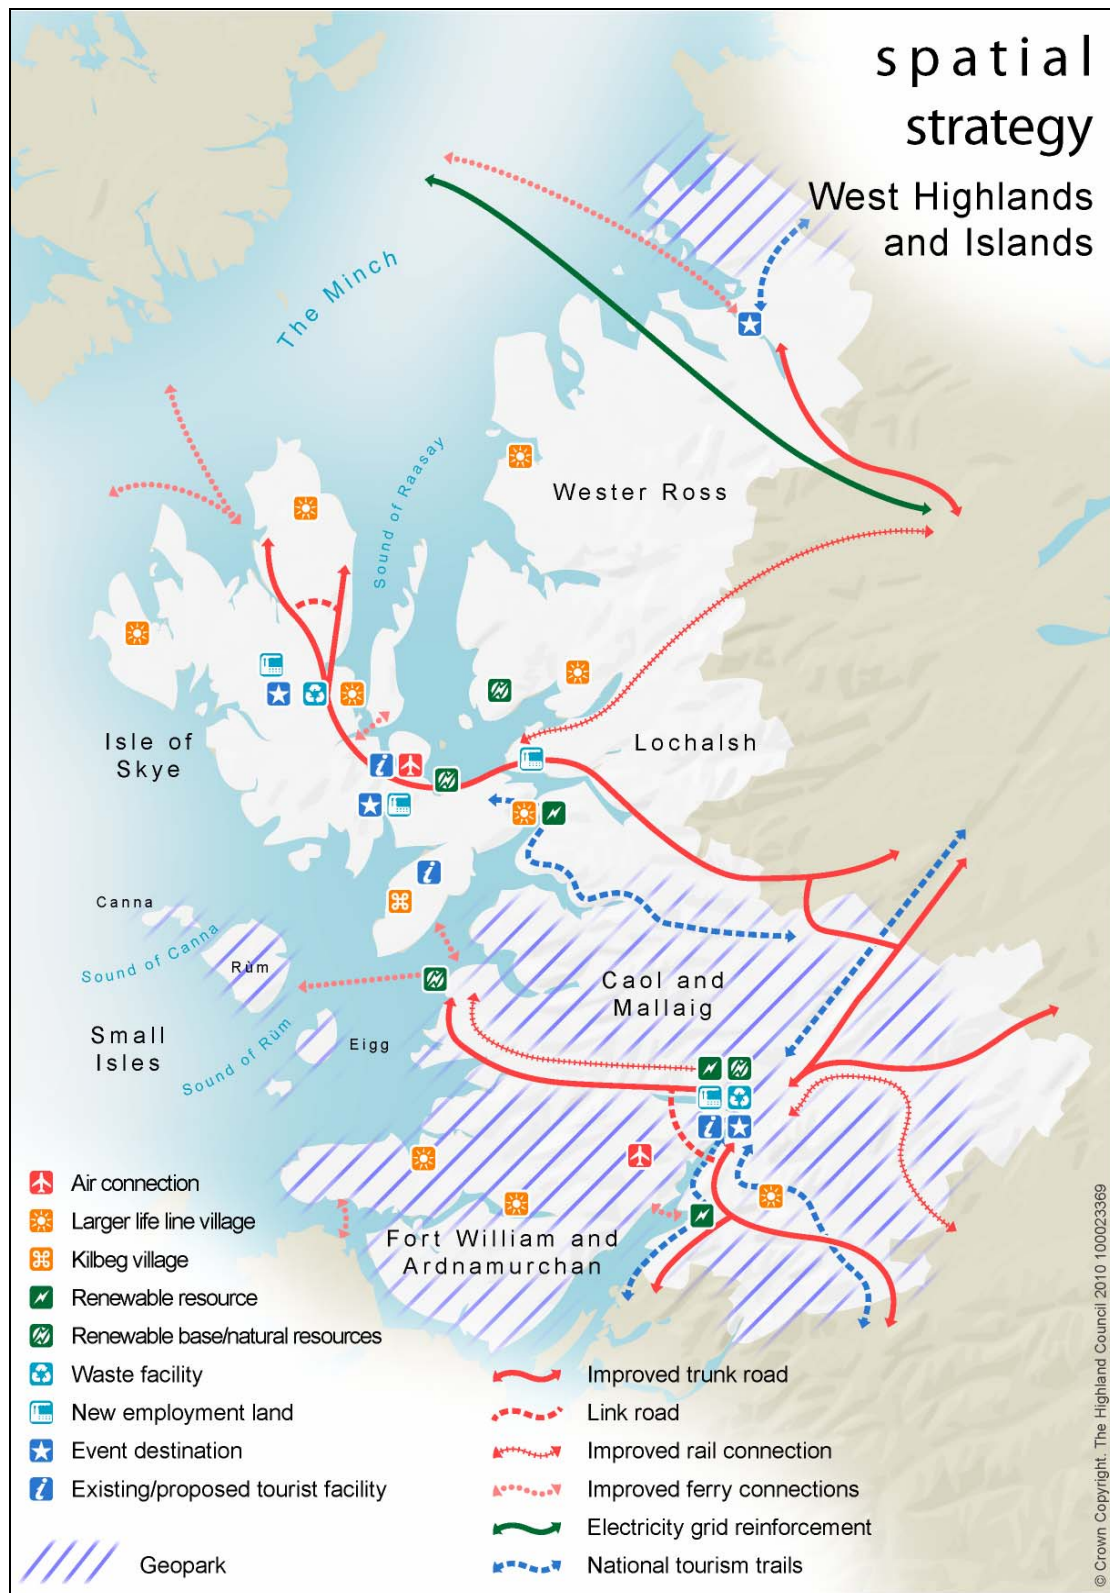 spatial
strategy
West Highlands
and Islands
The Minch
Sound of Raasay
Wester Ross
Isle of
Skye
Lochalsh
Canna
Sound of Canna
Rùm
Small
Isles
Sound of Rùm
Eigg
Caol and
Mallaig
Fort William and
Ardnamurchan
Air connection
Larger life line village
Kilbeg village
Renewable resource
Renewable base/natural resources
Waste facility
New employment land
Event destination
Existing/proposed tourist facility
Geopark
Improved trunk road
Link road
Improved rail connection
Improved ferry connections
Electricity grid reinforcement
National tourism trails
© Crown Copyright. The Highland Council 2010 100023369